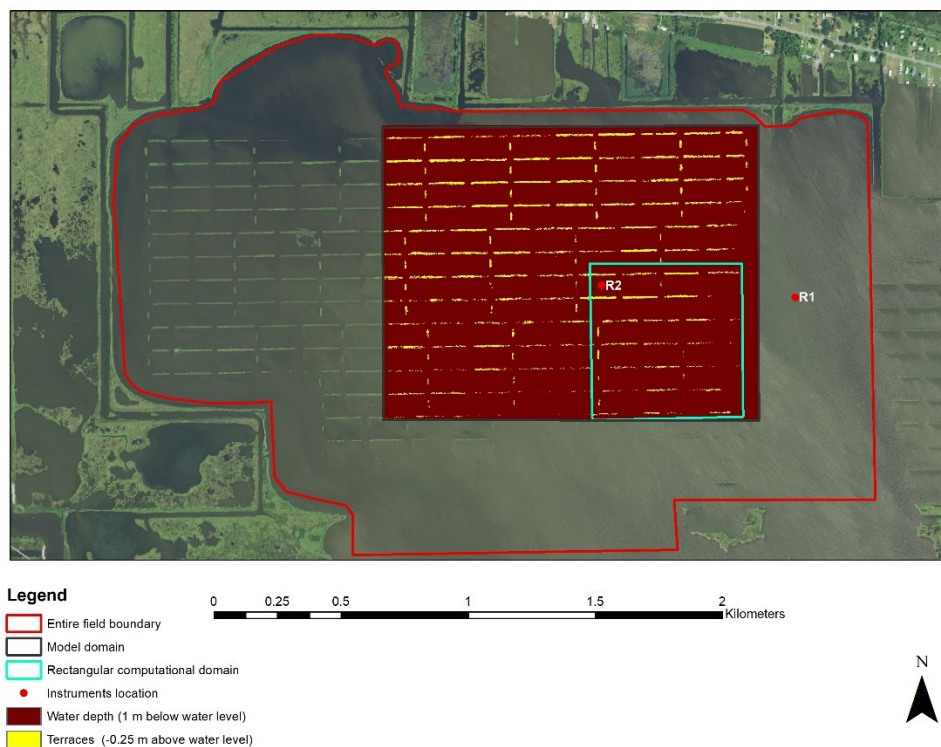 R2
R1
Legend
Entire field boundary
Model domain
Rectangular computational domain
Instruments location
Water depth (1 m below water level)
Terraces (-0.25 m above water level)
0 0.25 0.5 1 1.5 2
Kilometers
N